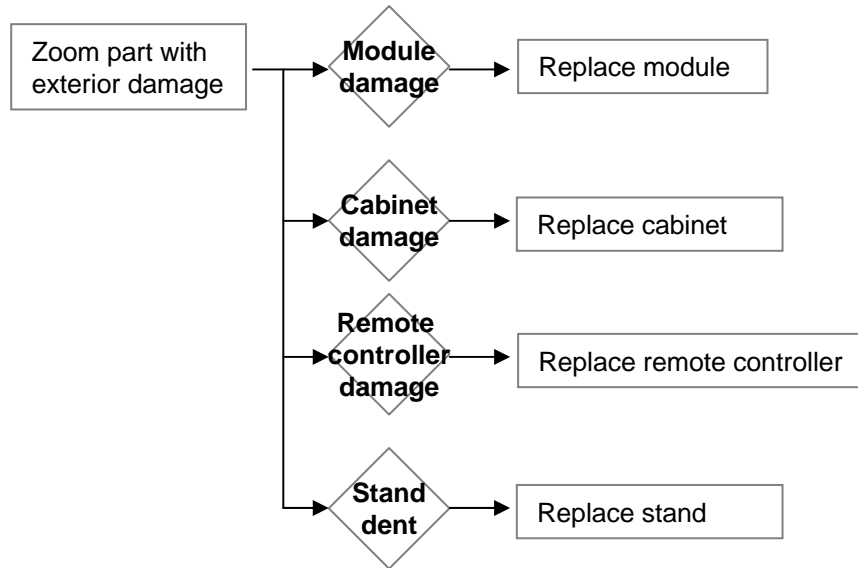 Zoom part with
exterior damage
Module
damage
Replace module
Cabinet
damage
Replace cabinet
Remote
controller
damage
Replace remote controller
Stand
dent
Replace stand